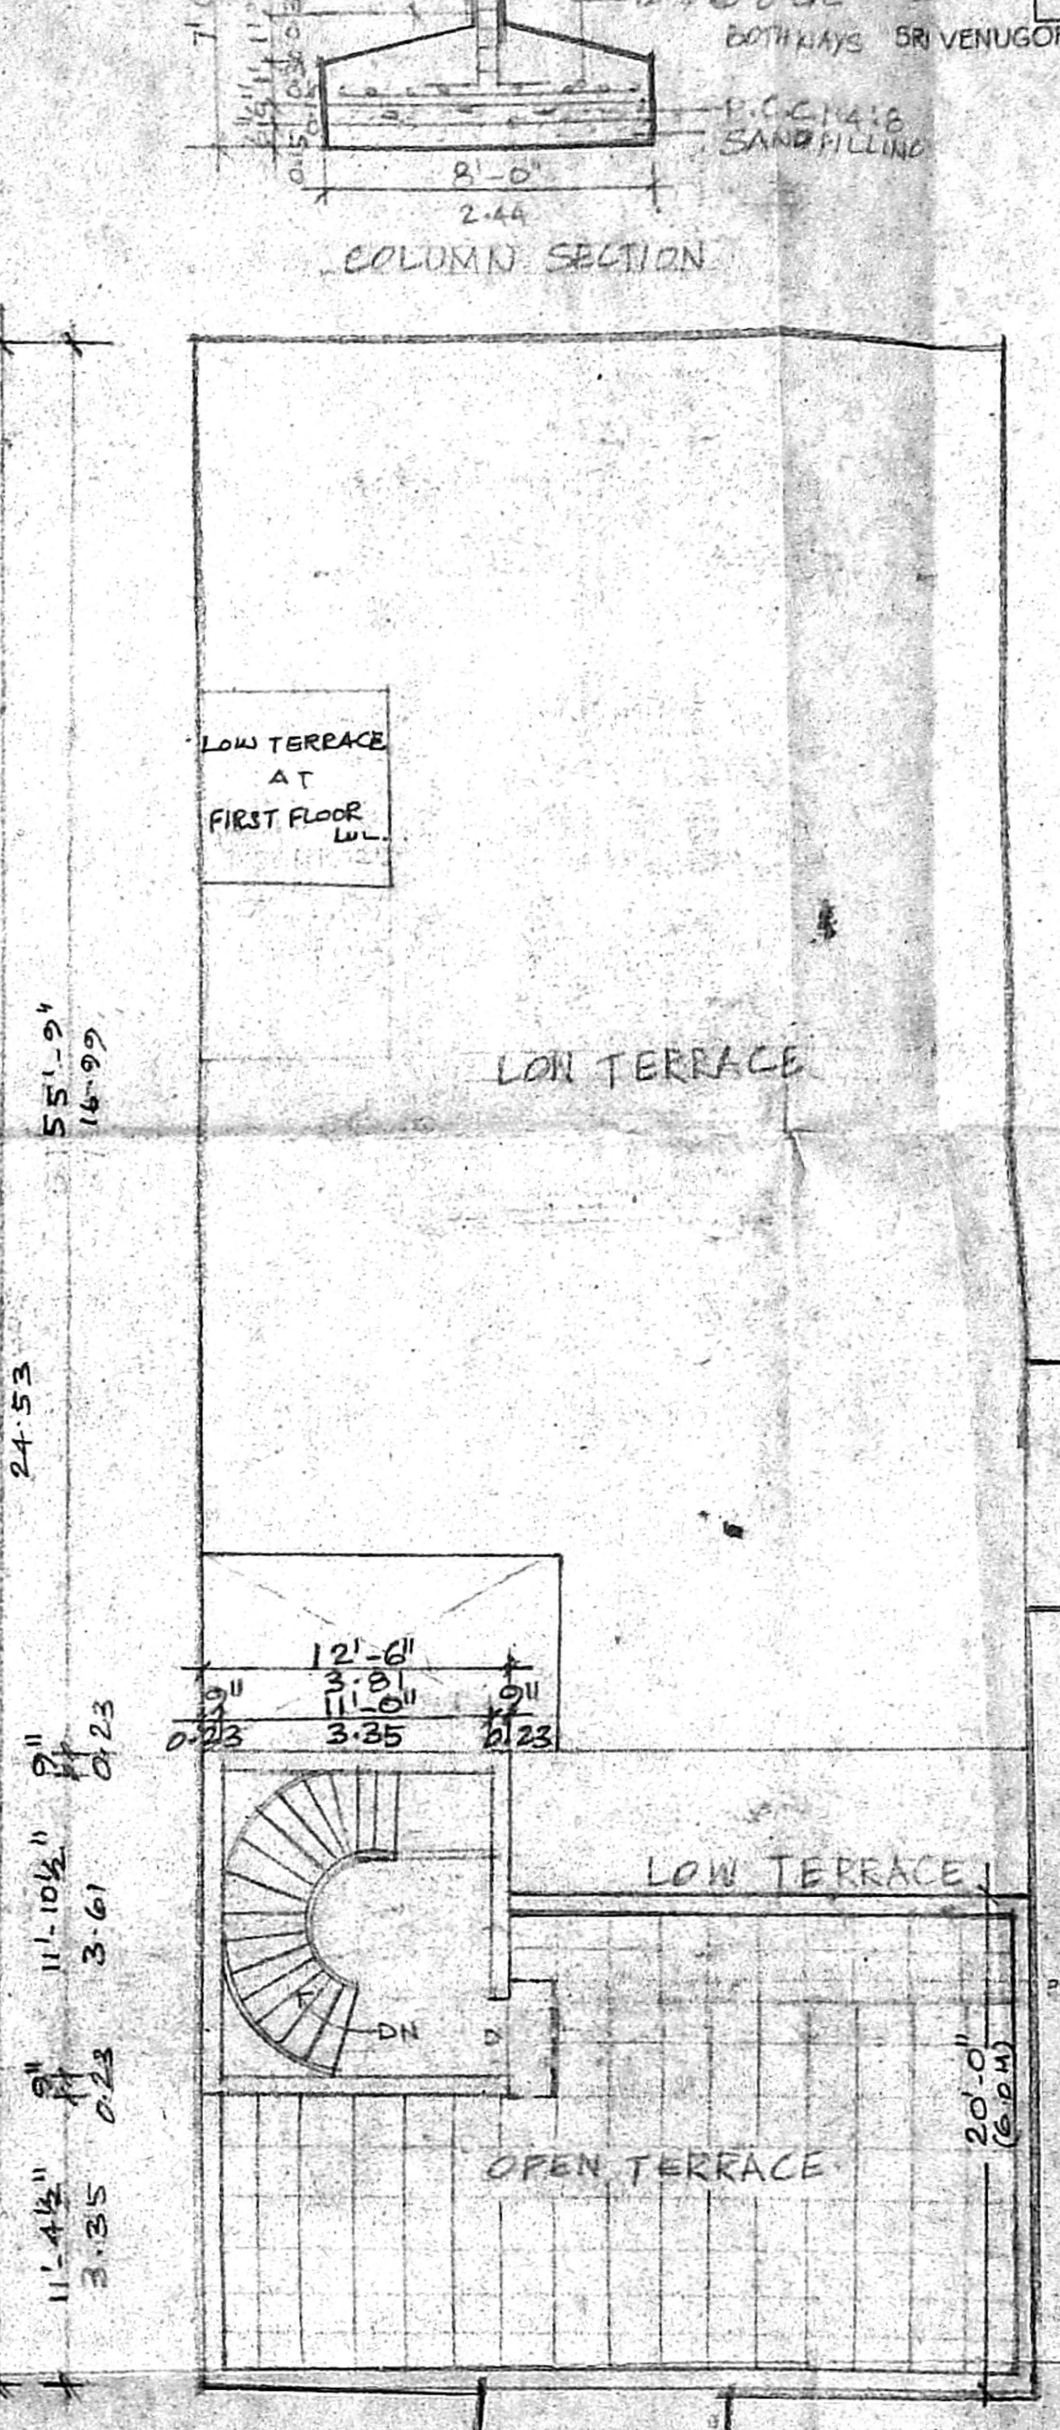 BOTHWAYS SRI VENUGO
P.C.C 1:4:8
SAND FILLING
8'-0"
2.44
COLUMN SECTION
LOW TERRACE
AT
FIRST FLOOR
LVL.
55'-9"
16.99
LOW TERRACE
24.53
12'-6"
3.81
9" 11'-0" 9"
0.23 3.35 0.23
9"
0.23
LOW TERRACE
11'-10½"
3.61
DN
D
9"
0.23
20'-0"
(6.0M)
OPEN TERRACE
11'-4½"
3.35